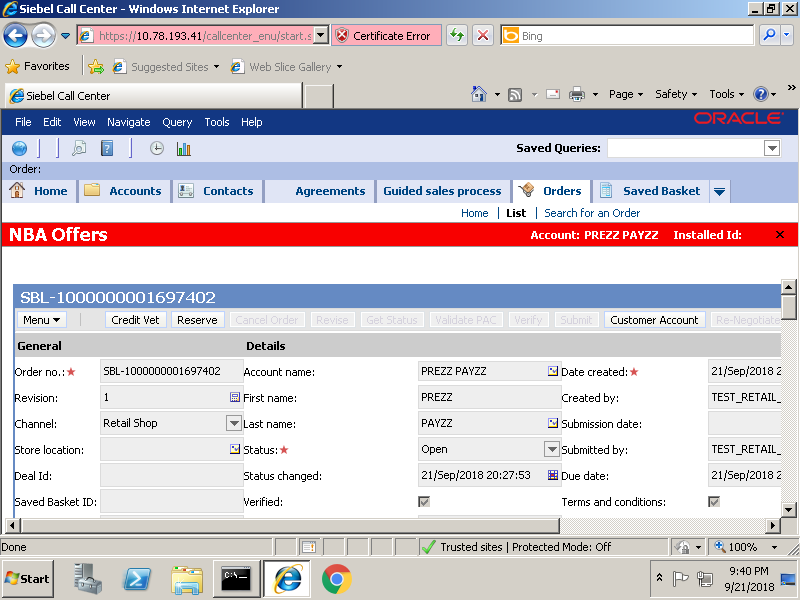 Siebel Call Center - Windows Internet Explorer
https://10.78.193.41/callcenter_enu/start.s
Certificate Error
Bing
Favorites
Suggested Sites
Web Slice Gallery
Siebel Call Center
Page
Safety
Tools
»
File Edit View Navigate Query Tools Help
ORACLE
Saved Queries:
Order:
Home
Accounts
Contacts
Agreements
Guided sales process
Orders
Saved Basket
Home | List | Search for an Order
NBA Offers
Account: PREZZ PAYZZ Installed Id:
SBL-1000000001697402
Menu
Credit Vet
Reserve
Cancel Order
Revise
Get Status
Validate PAC
Verify
Submit
Customer Account
Re-Negotiate
General
Details
Order no.:★ SBL-1000000001697402 Account name: PREZZ PAYZZ Date created:★ 21/Sep/2018 2
Revision: 1 First name: PREZZ Created by: TEST_RETAIL_
Channel: Retail Shop Last name: PAYZZ Submission date:
Store location: Status:★ Open Submitted by: TEST_RETAIL_
Deal Id: Status changed: 21/Sep/2018 20:27:53 Due date: 21/Sep/2018 2
Saved Basket ID: Verified: Terms and conditions:
Done
Trusted sites | Protected Mode: Off
100%
Start
C:\.
9:40 PM
9/21/2018